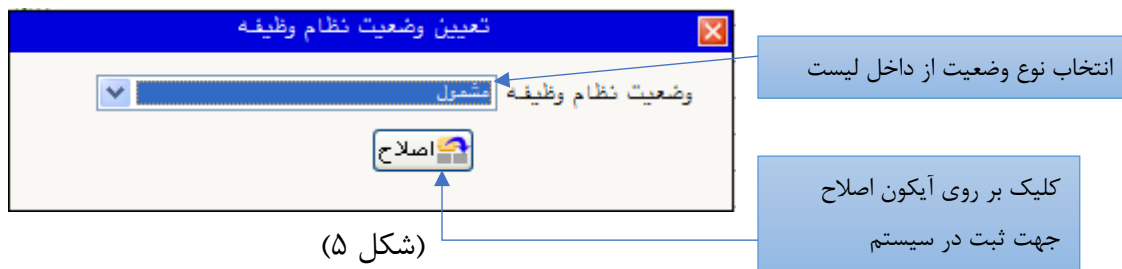 تعیین وضعیت نظام وظیفه
انتخاب نوع وضعیت از داخل لیست
وضعیت نظام وظیفه
مشمول
اصلاح
کلیک بر روی آیکون اصلاح
جهت ثبت در سیستم
(شکل ۵)